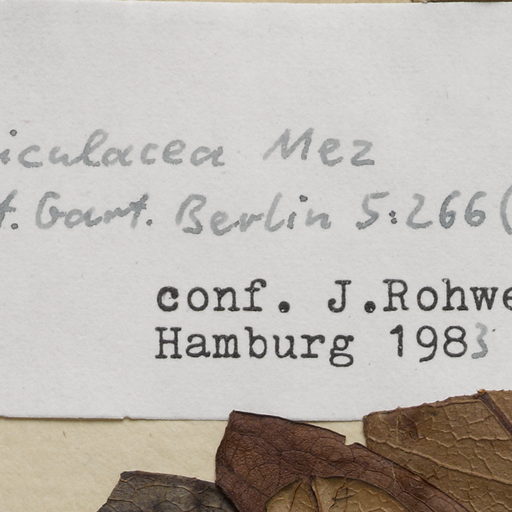 iculacea Mez
t. Gart. Berlin 5:266 (
conf. J.Rohwe
Hamburg 1983